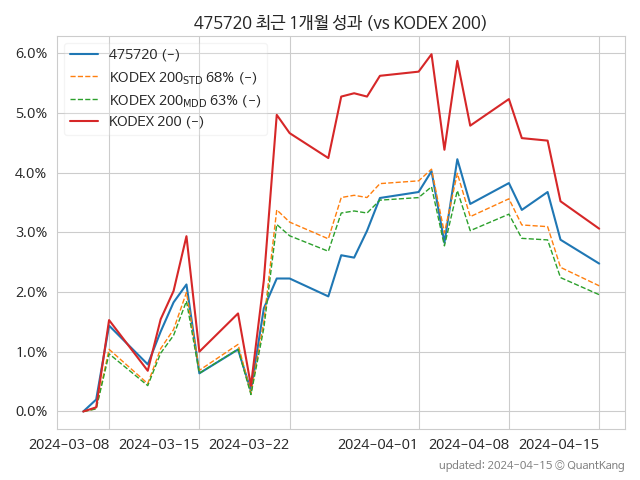 475720 최근 1개월 성과 (vs KODEX 200)
475720 (-)
KODEX 200STD 68% (-)
KODEX 200MDD 63% (-)
KODEX 200 (-)
6.0%
5.0%
4.0%
3.0%
2.0%
1.0%
0.0%
2024-03-08 2024-03-15 2024-03-22 2024-04-01 2024-04-08 2024-04-15
updated: 2024-04-15 © QuantKang